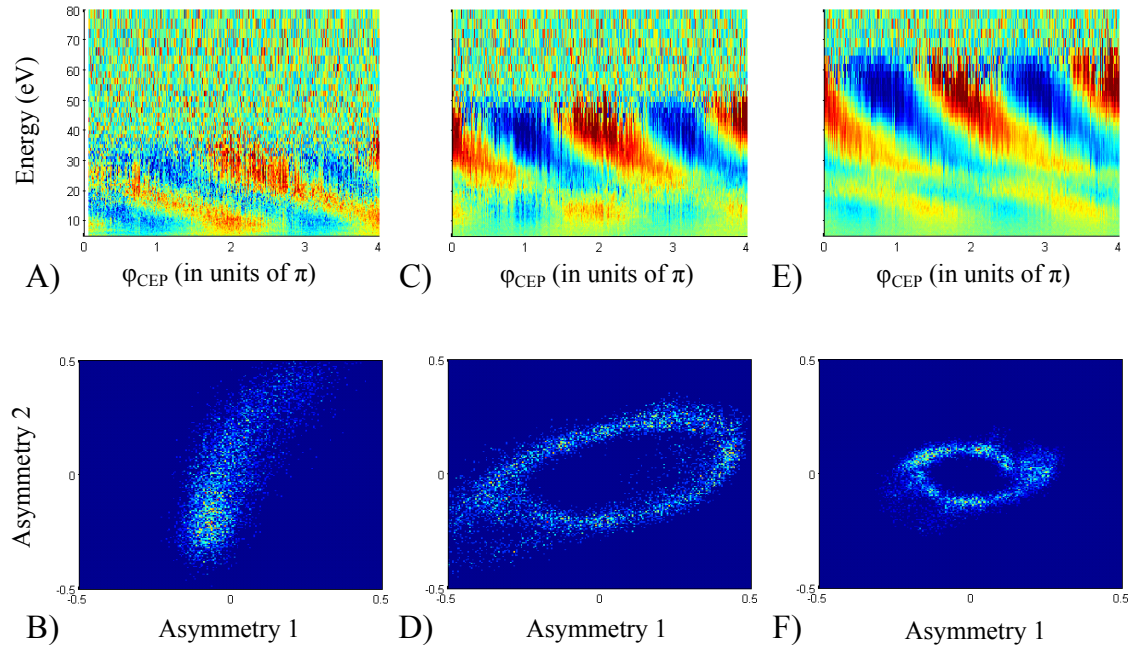 80
70
60
50
40
30
20
10
0 1 2 3 4
0 1 2 3 4
0 1 2 3 4
Energy (eV)
A) φCEP (in units of π)
C) φCEP (in units of π)
E) φCEP (in units of π)
0.5
0
-0.5
-0.5 0 0.5
0.5
0
-0.5
-0.5 0 0.5
0.5
0
-0.5
-0.5 0 0.5
Asymmetry 2
B) Asymmetry 1
D) Asymmetry 1
F) Asymmetry 1